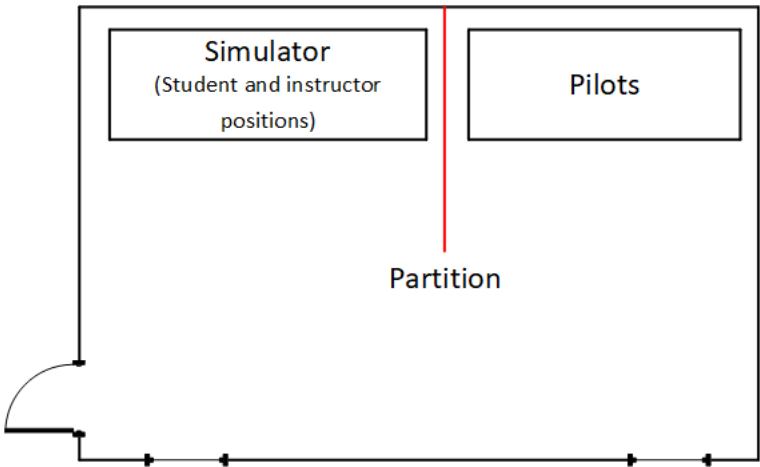 Simulator
(Student and instructor
positions)
Pilots
Partition